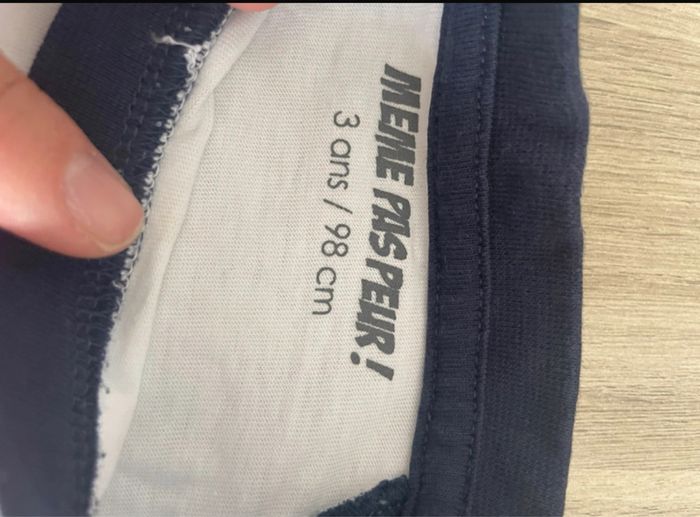 MEME PAS PEUR !
3 ans / 98 cm